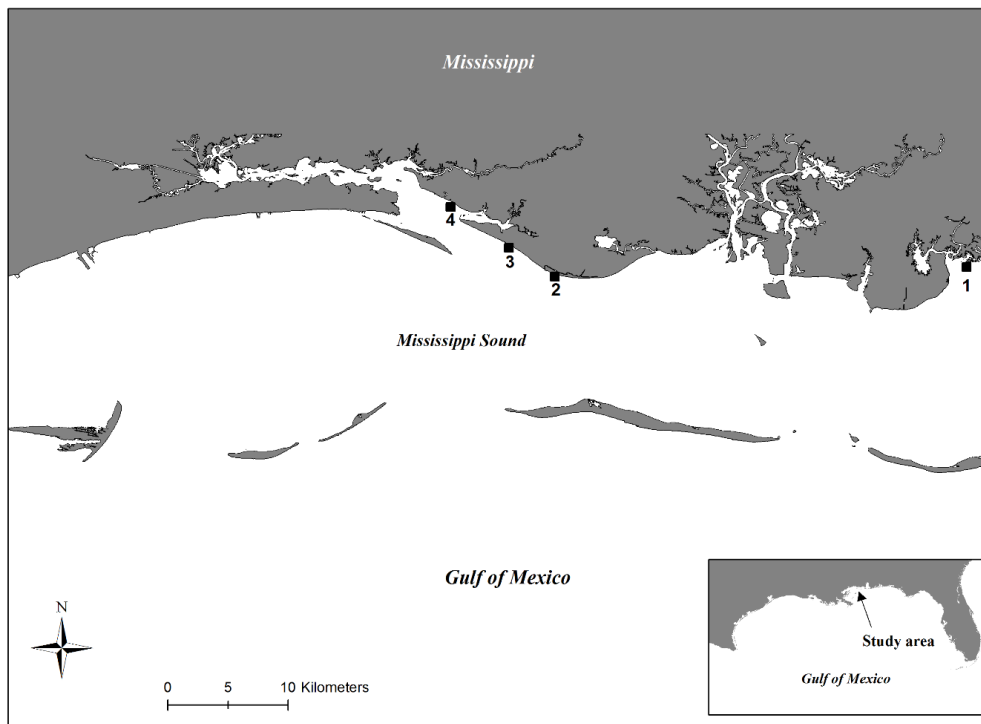 Mississippi
4
3
2
1
Mississippi Sound
Gulf of Mexico
N
0 5 10 Kilometers
Study area
Gulf of Mexico